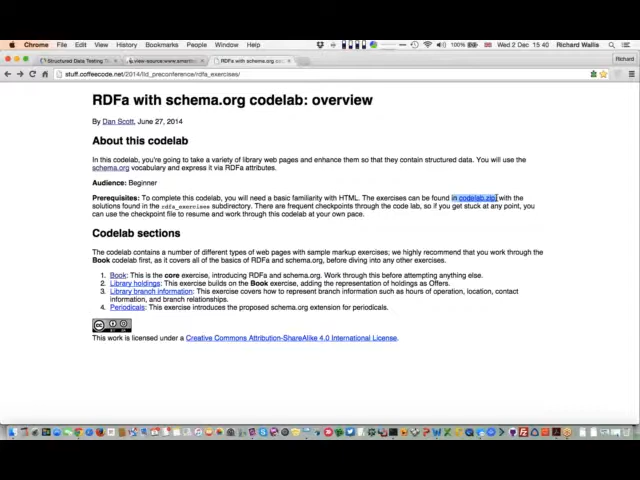 Chrome File Edit View History Bookmarks People Window Help 100% Wed 2 Dec 15:40 Richard Wallis
Structured Data Testing T view-source:www.smartin RDFa with schema.org cod Richard
stuff.coffeecode.net/2014/lld_preconference/rdfa_exercises/
RDFa with schema.org codelab: overview
By Dan Scott, June 27, 2014
About this codelab
In this codelab, you're going to take a variety of library web pages and enhance them so that they contain structured data. You will use the
schema.org vocabulary and express it via RDFa attributes.
Audience: Beginner
Prerequisites: To complete this codelab, you will need a basic familiarity with HTML. The exercises can be found in codelab.zip, with the
solutions found in the rdfa_exercises subdirectory. There are frequent checkpoints through the code lab, so if you get stuck at any point, you
can use the checkpoint file to resume and work through this codelab at your own pace.
Codelab sections
The codelab contains a number of different types of web pages with sample markup exercises; we highly recommend that you work through the
Book codelab first, as it covers all of the basics of RDFa and schema.org, before diving into any other exercises.
1. Book: This is the core exercise, introducing RDFa and schema.org. Work through this before attempting anything else.
2. Library holdings: This exercise builds on the Book exercise, adding the representation of holdings as Offers.
3. Library branch information: This exercise covers how to represent branch information such as hours of operation, location, contact
information, and branch relationships.
4. Periodicals: This exercise introduces the proposed schema.org extension for periodicals.
This work is licensed under a Creative Commons Attribution-ShareAlike 4.0 International License.